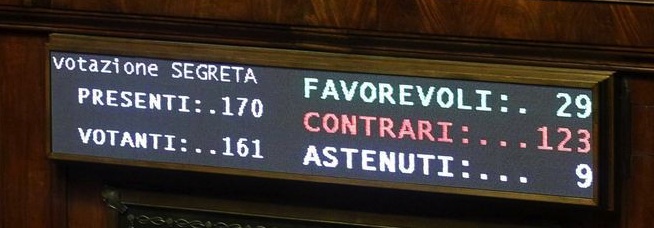 votazione SEGRETA
PRESENTI:.170
VOTANTI:..161
FAVOREVOLI:. 29
CONTRARI:...123
ASTENUTI:... 9